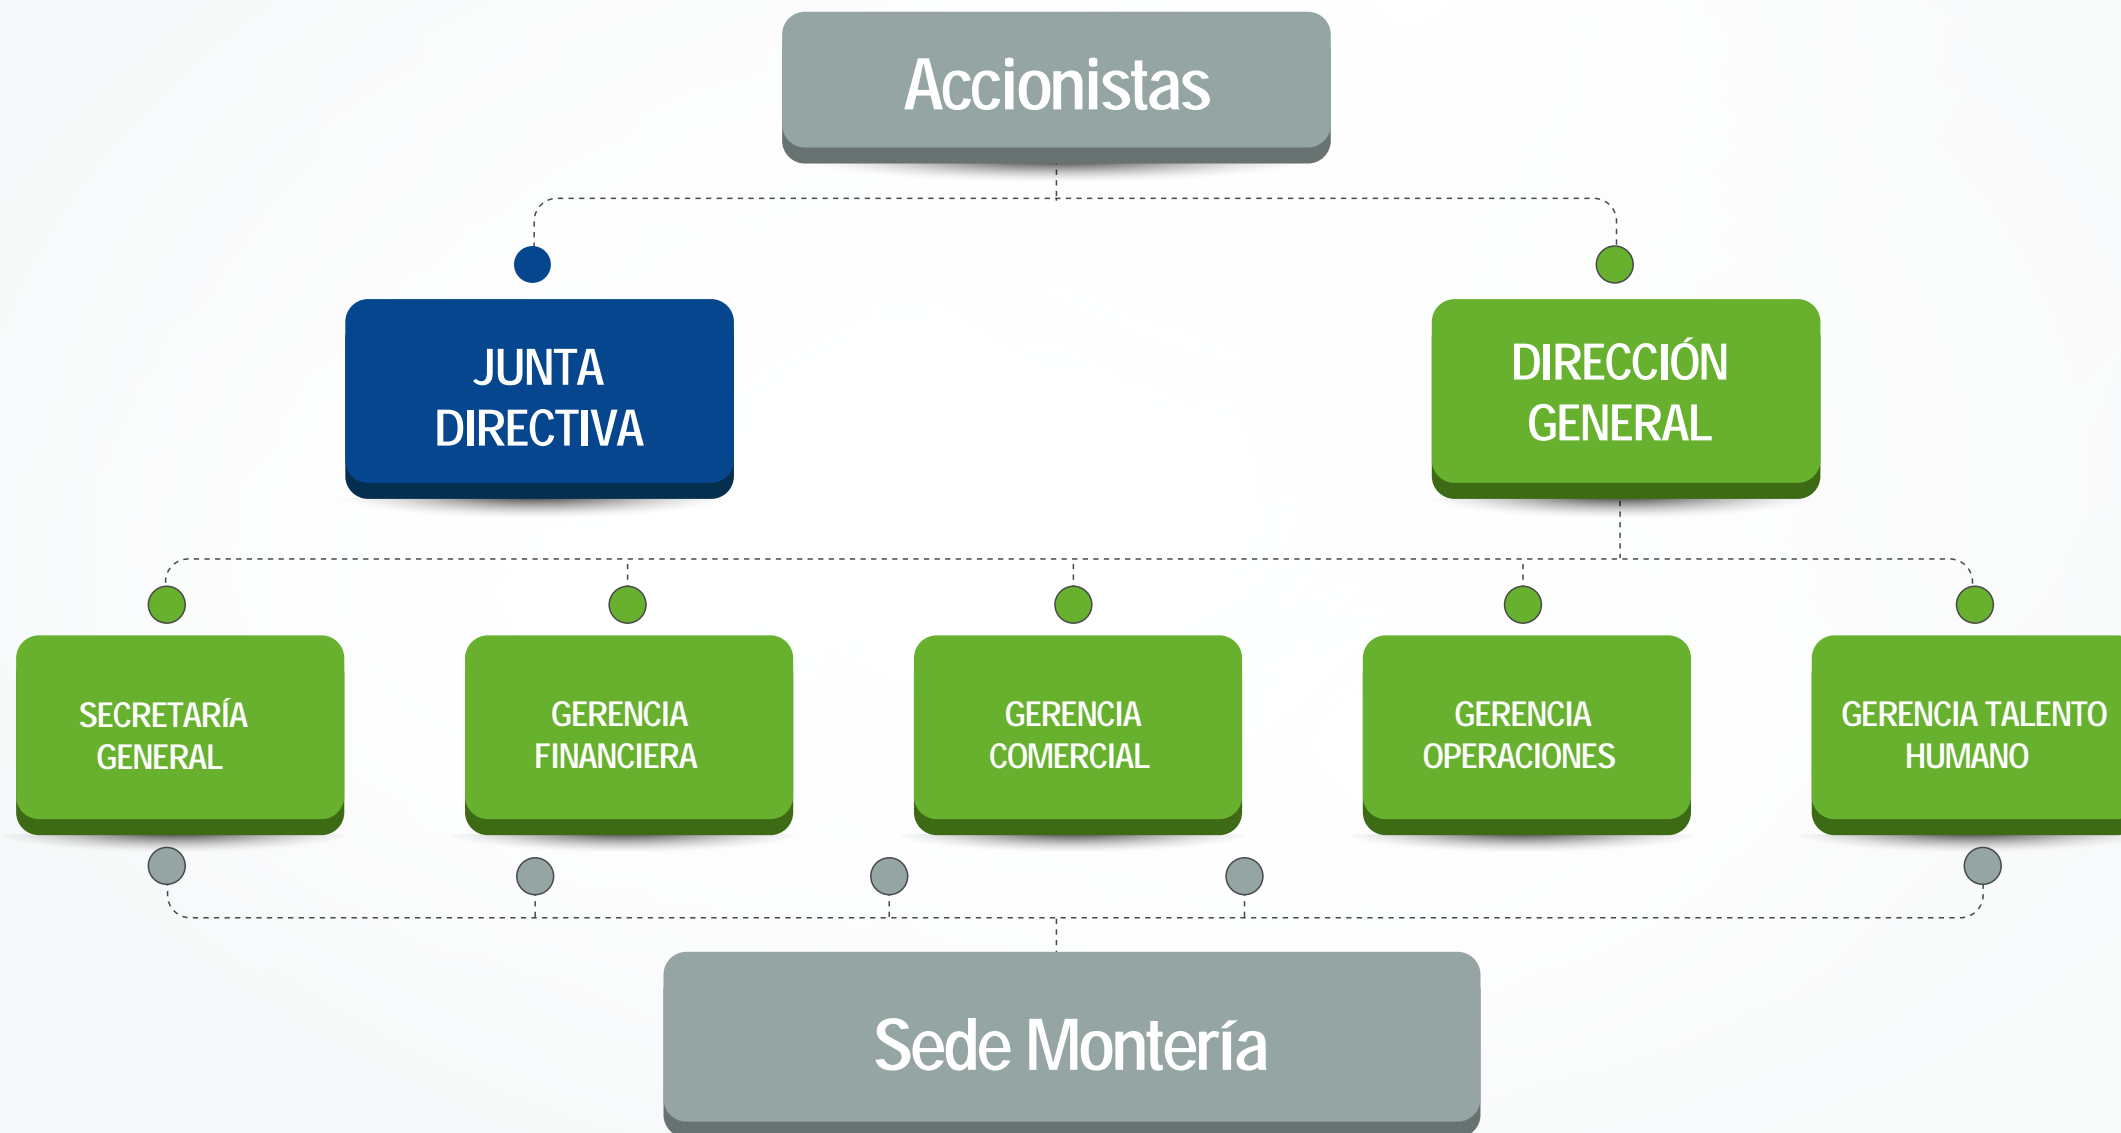 Accionistas
JUNTA
DIRECTIVA
DIRECCIÓN
GENERAL
SECRETARÍA
GENERAL
GERENCIA
FINANCIERA
GERENCIA
COMERCIAL
GERENCIA
OPERACIONES
GERENCIA TALENTO
HUMANO
Sede Montería